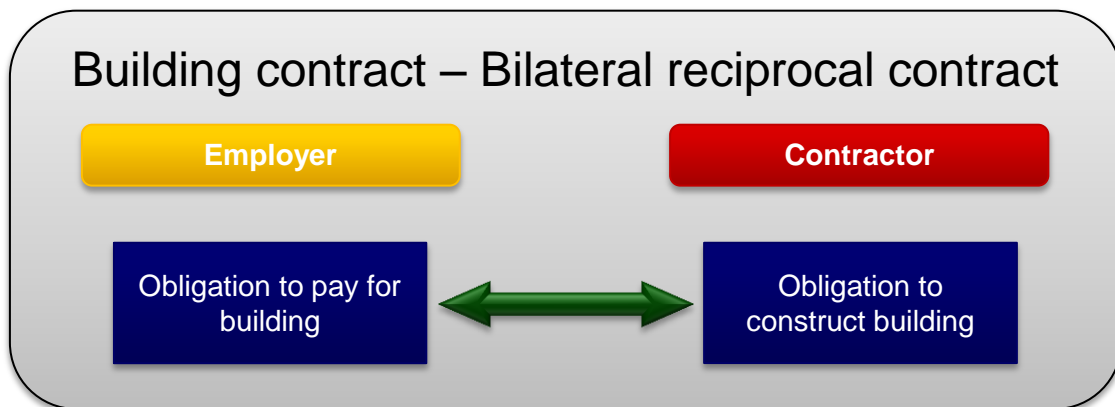 Building contract – Bilateral reciprocal contract
Employer
Contractor
Obligation to pay for
building
Obligation to
construct building